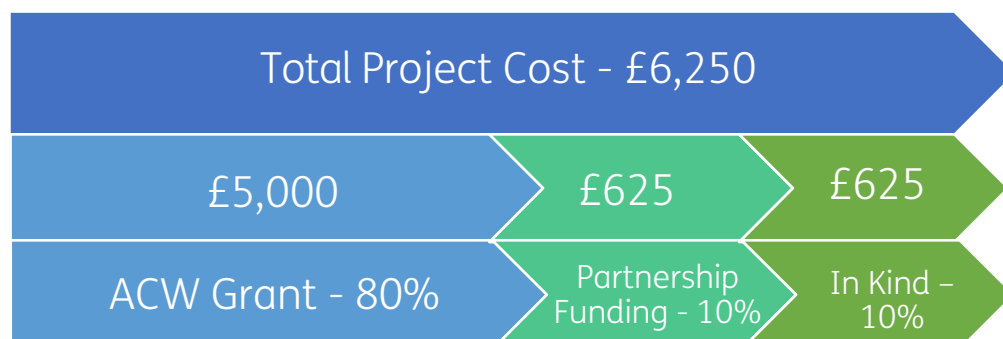 Total Project Cost - £6,250
£5,000
£625
£625
ACW Grant - 80%
Partnership
Funding - 10%
In Kind –
10%